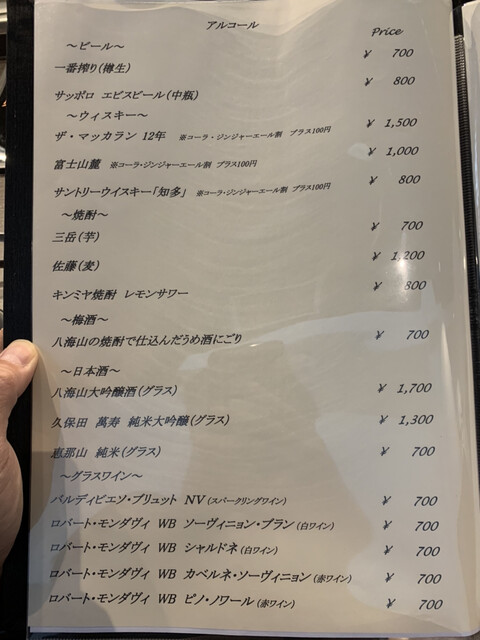 アルコール
Price
～ビール～
一番搾り(樽生) ¥ 700
サッポロ エビスビール(中瓶) ¥ 800
～ウィスキー～
ザ・マッカラン 12年 ※コーラ・ジンジャーエール割 プラス100円 ¥ 1,500
富士山麓 ※コーラ・ジンジャーエール割 プラス100円 ¥ 1,000
サントリーウイスキー「知多」 ※コーラ・ジンジャーエール割 プラス100円 ¥ 800
～焼酎～
三岳(芋) ¥ 700
佐藤(麦) ¥ 1,200
キンミヤ焼酎 レモンサワー ¥ 800
～梅酒～
八海山の焼酎で仕込んだうめ酒にごり ¥ 700
～日本酒～
八海山大吟醸酒(グラス) ¥ 1,700
久保田 萬寿 純米大吟醸(グラス) ¥ 1,300
恵那山 純米(グラス) ¥ 700
～グラスワイン～
バルディビエソ・ブリュット NV(スパークリングワイン) ¥ 700
ロバート・モンダヴィ WB ソーヴィニョン・ブラン(白ワイン) ¥ 700
ロバート・モンダヴィ WB シャルドネ(白ワイン) ¥ 700
ロバート・モンダヴィ WB カベルネ・ソーヴィニョン(赤ワイン) ¥ 700
ロバート・モンダヴィ WB ピノ・ノワール(赤ワイン) ¥ 700